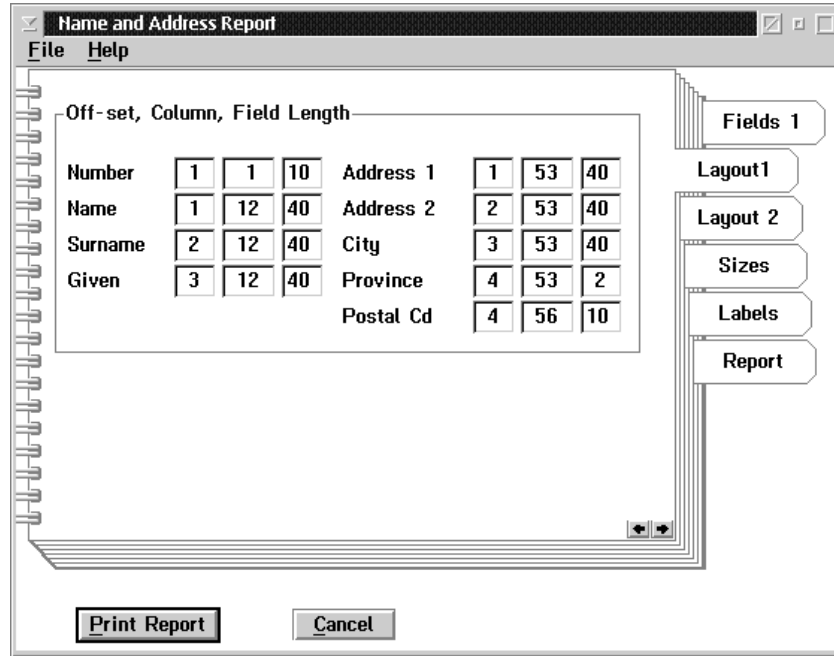 Name and Address Report
File Help
Off-set, Column, Field Length
Number 1 1 10 Address 1 1 53 40
Name 1 12 40 Address 2 2 53 40
Surname 2 12 40 City 3 53 40
Given 3 12 40 Province 4 53 2
Postal Cd 4 56 10
Fields 1
Layout1
Layout 2
Sizes
Labels
Report
Print Report Cancel